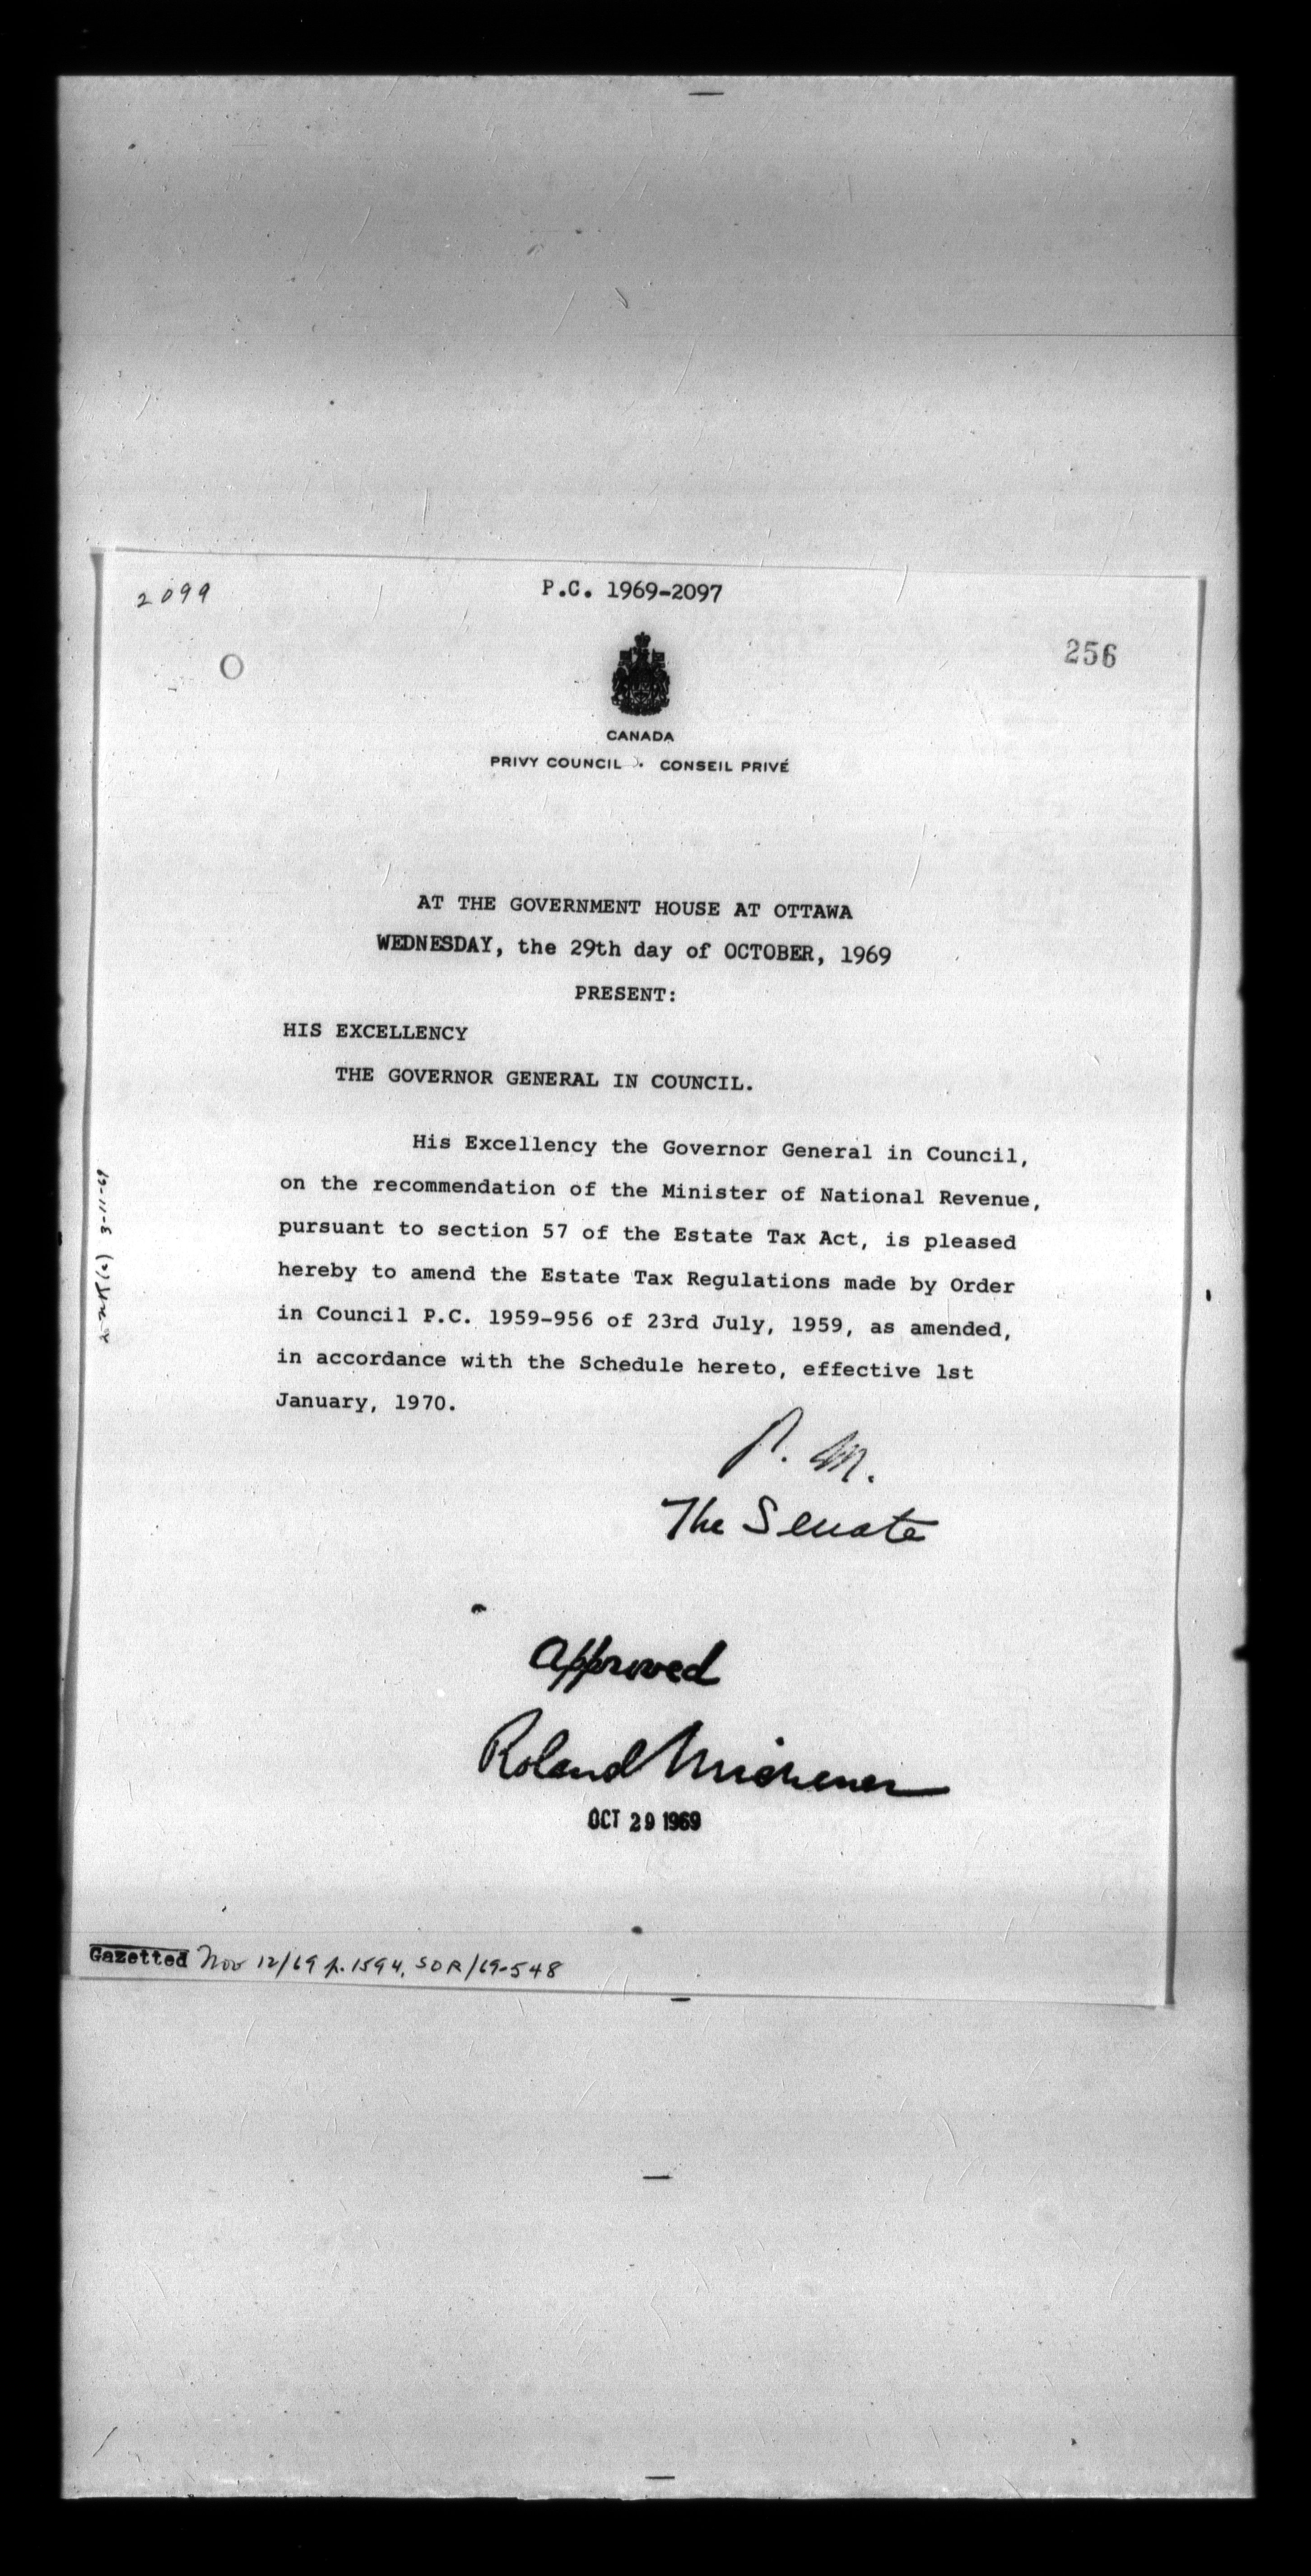 2099
P.C. 1969-2097
O
256
CANADA
PRIVY COUNCIL · CONSEIL PRIVÉ
AT THE GOVERNMENT HOUSE AT OTTAWA
WEDNESDAY, the 29th day of OCTOBER, 1969
PRESENT:
HIS EXCELLENCY
THE GOVERNOR GENERAL IN COUNCIL.
His Excellency the Governor General in Council,
on the recommendation of the Minister of National Revenue,
pursuant to section 57 of the Estate Tax Act, is pleased
hereby to amend the Estate Tax Regulations made by Order
in Council P.C. 1959-956 of 23rd July, 1959, as amended,
in accordance with the Schedule hereto, effective 1st
January, 1970.
3-11-69
P. M.
The Senate
Approved
Roland Michener
OCT 29 1969
Gazetted Nov 12/69 p. 1594, SOR/69-548